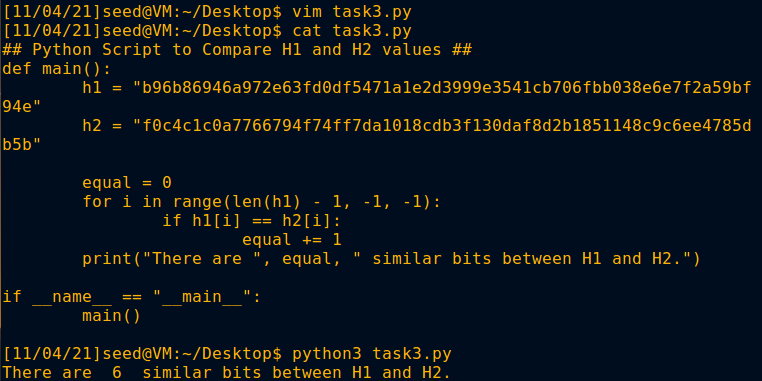 [11/04/21]seed@VM:~/Desktop$ vim task3.py
[11/04/21]seed@VM:~/Desktop$ cat task3.py
## Python Script to Compare H1 and H2 values ##
def main():
        h1 = "b96b86946a972e63fd0df5471a1e2d3999e3541cb706fbb038e6e7f2a59bf
94e"
        h2 = "f0c4c1c0a7766794f74ff7da1018cdb3f130daf8d2b1851148c9c6ee4785d
b5b"

        equal = 0
        for i in range(len(h1) - 1, -1, -1):
                if h1[i] == h2[i]:
                        equal += 1
        print("There are ", equal, " similar bits between H1 and H2.")

if __name__ == "__main__":
        main()

[11/04/21]seed@VM:~/Desktop$ python3 task3.py
There are  6  similar bits between H1 and H2.